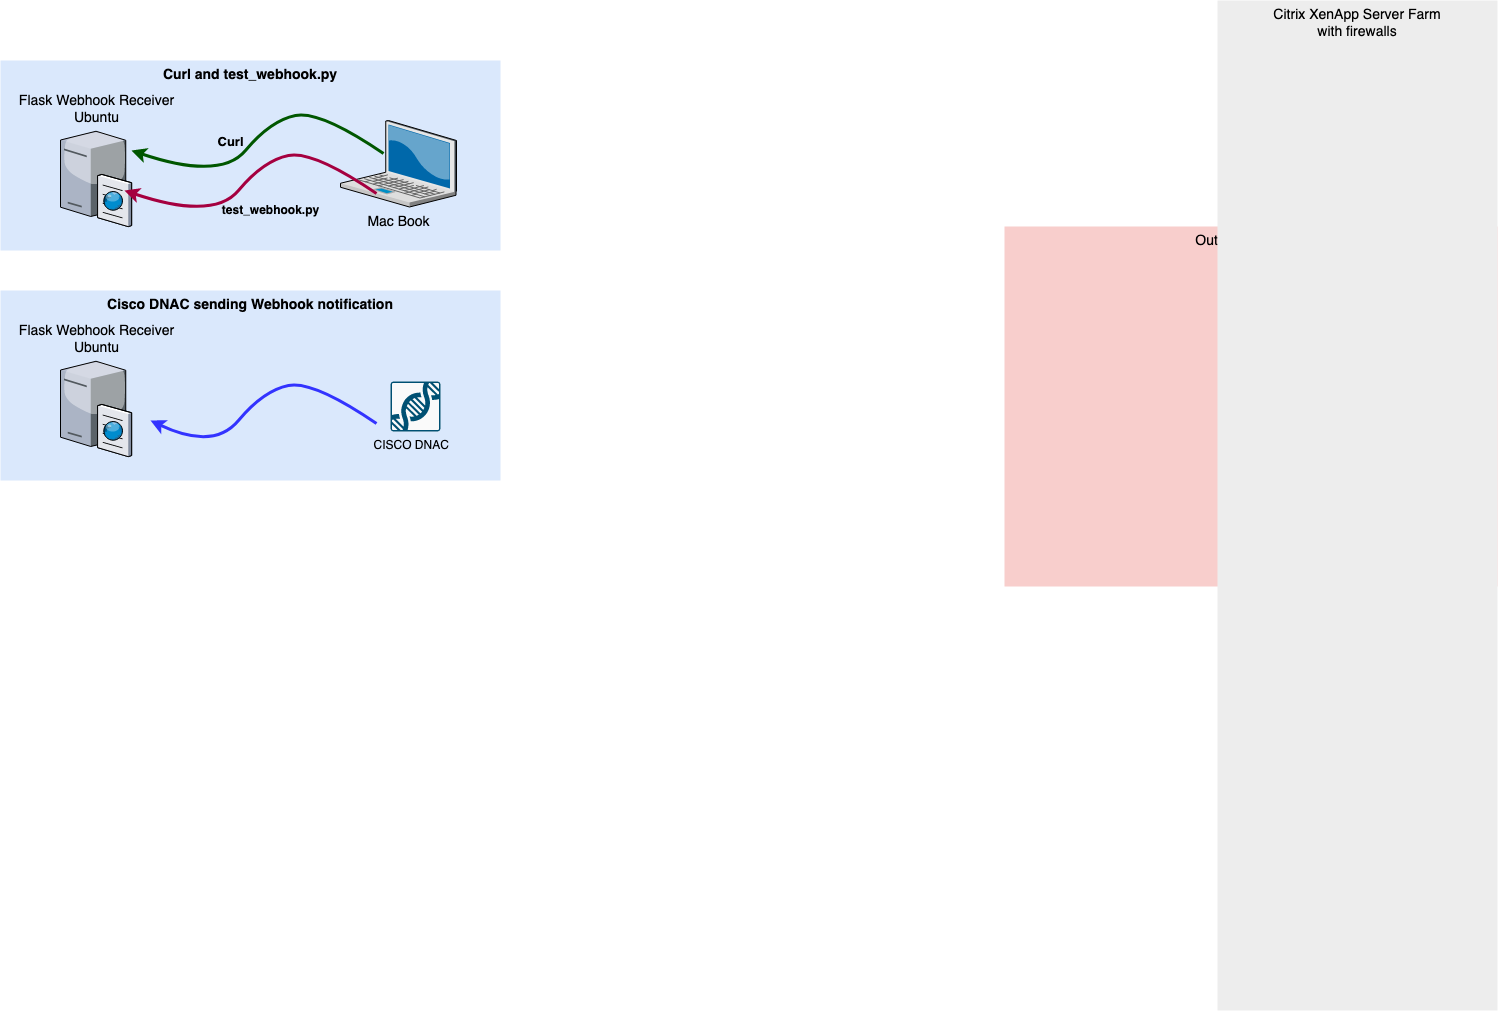 Citrix XenApp Server Farm
with firewalls
Curl and test_webhook.py
Flask Webhook Receiver
Ubuntu
Curl
test_webhook.py
Mac Book
Out
Cisco DNAC sending Webhook notification
Flask Webhook Receiver
Ubuntu
CISCO DNAC